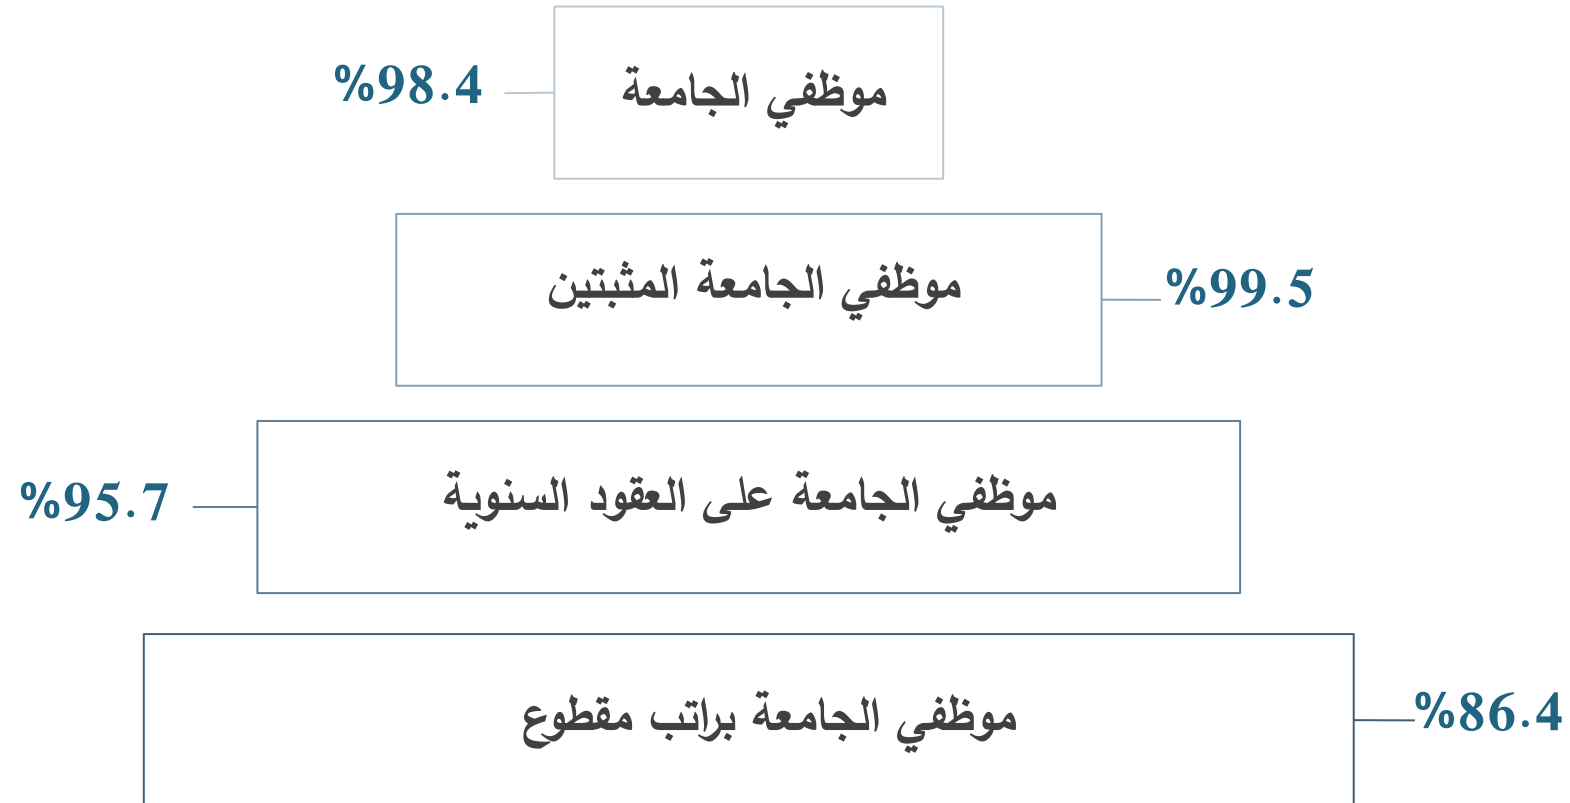 موظفي الجامعة
%98.4
موظفي الجامعة المثبتين
%99.5
موظفي الجامعة على العقود السنوية
%95.7
موظفي الجامعة براتب مقطوع
%86.4